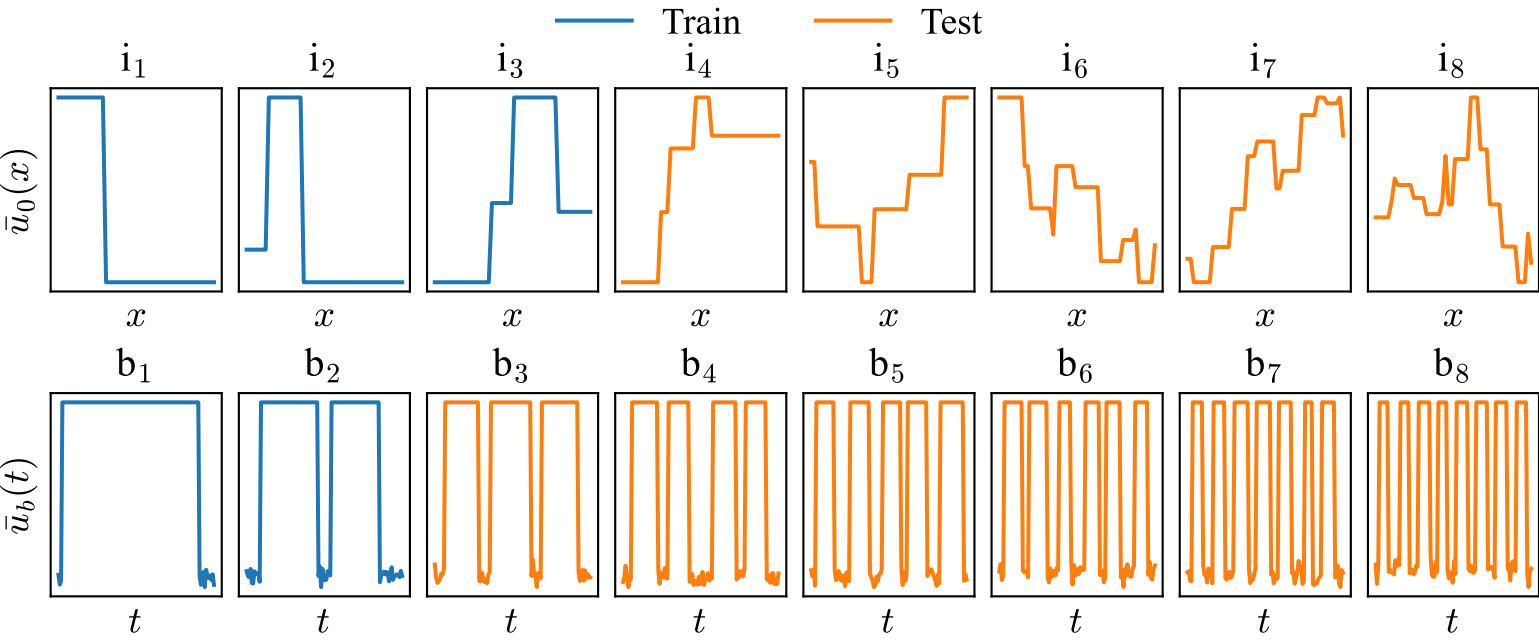 Train Test
i₁ i₂ i₃ i₄ i₅ i₆ i₇ i₈
ū₀(x)
x x x x x x x x
b₁ b₂ b₃ b₄ b₅ b₆ b₇ b₈
ū_b(t)
t t t t t t t t